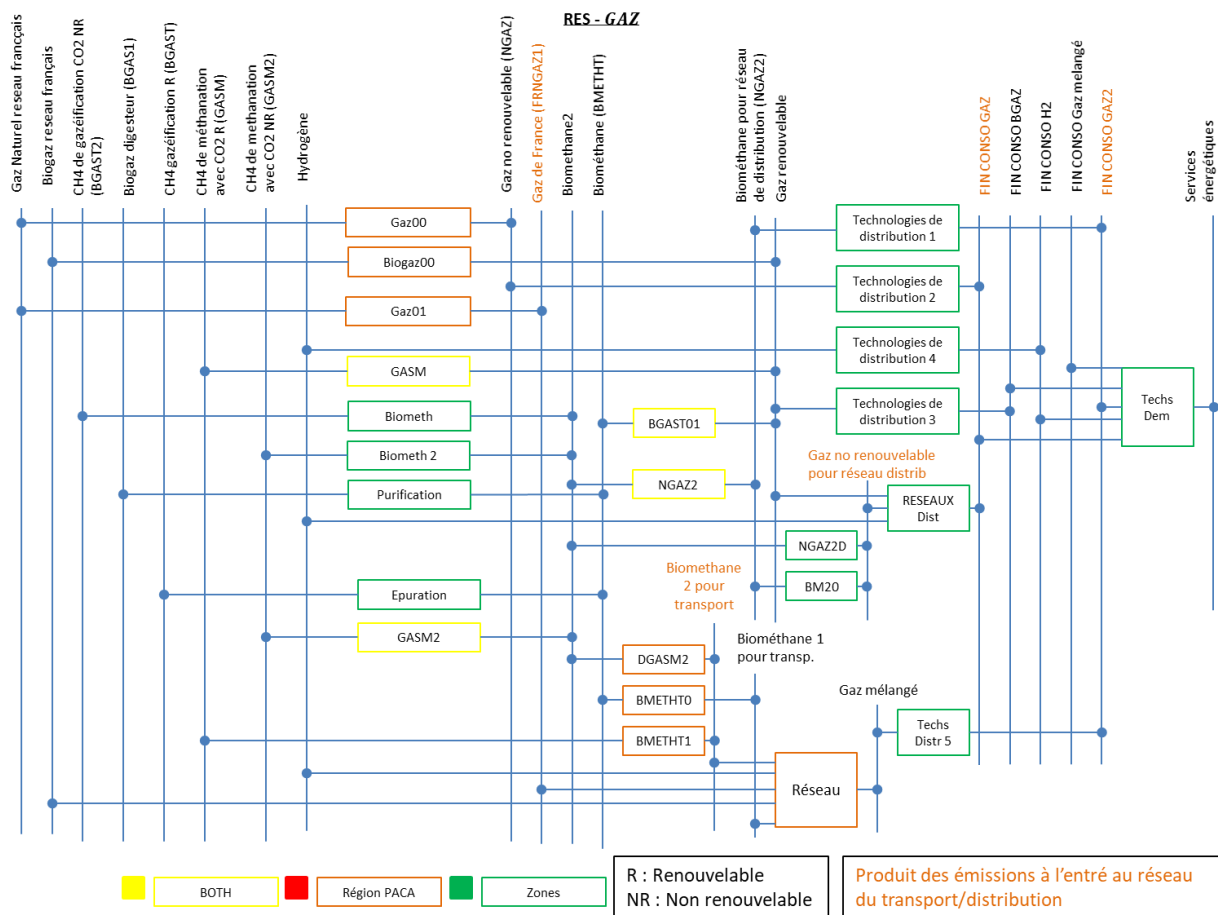 RES - GAZ
Gaz Naturel reseau francçais
Biogaz reseau français
CH4 de gazéification CO2 NR
(BGAST2)
Biogaz digesteur (BGAS1)
CH4 gazéification R (BGAST)
CH4 de méthanation
avec CO2 R (GASM)
CH4 de methanation
avec CO2 NR (GASM2)
Hydrogène
Gaz no renouvelable (NGAZ)
Gaz de France (FRNGAZ1)
Biomethane2
Biométhane (BMETHT)
Biométhane pour réseau
de distribution (NGAZ2)
Gaz renouvelable
FIN CONSO GAZ
FIN CONSO BGAZ
FIN CONSO H2
FIN CONSO Gaz melangé
FIN CONSO GAZ2
Services
énergétiques
Gaz00
Technologies de
distribution 1
Biogaz00
Technologies de
distribution 2
Gaz01
Technologies de
distribution 4
GASM
Biometh
BGAST01
Technologies de
distribution 3
Techs
Dem
Biometh 2
Gaz no renouvelable
pour réseau distrib
Purification
NGAZ2
RESEAUX
Dist
NGAZ2D
Biomethane
2 pour
transport
BM20
Epuration
GASM2
Biométhane 1
pour transp.
DGASM2
BMETHT0
Gaz mélangé
BMETHT1
Techs
Distr 5
Réseau
BOTH
Région PACA
Zones
R : Renouvelable
NR : Non renouvelable
Produit des émissions à l'entré au réseau
du transport/distribution